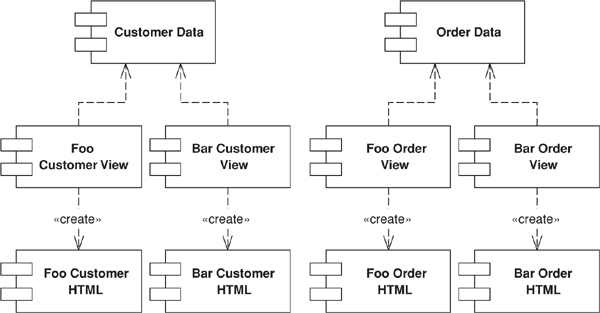 Customer Data
Order Data
Foo
Customer View
Bar Customer
View
Foo Order
View
Bar Order
View
«create»
«create»
«create»
«create»
Foo Customer
HTML
Bar Customer
HTML
Foo Order
HTML
Bar Order
HTML